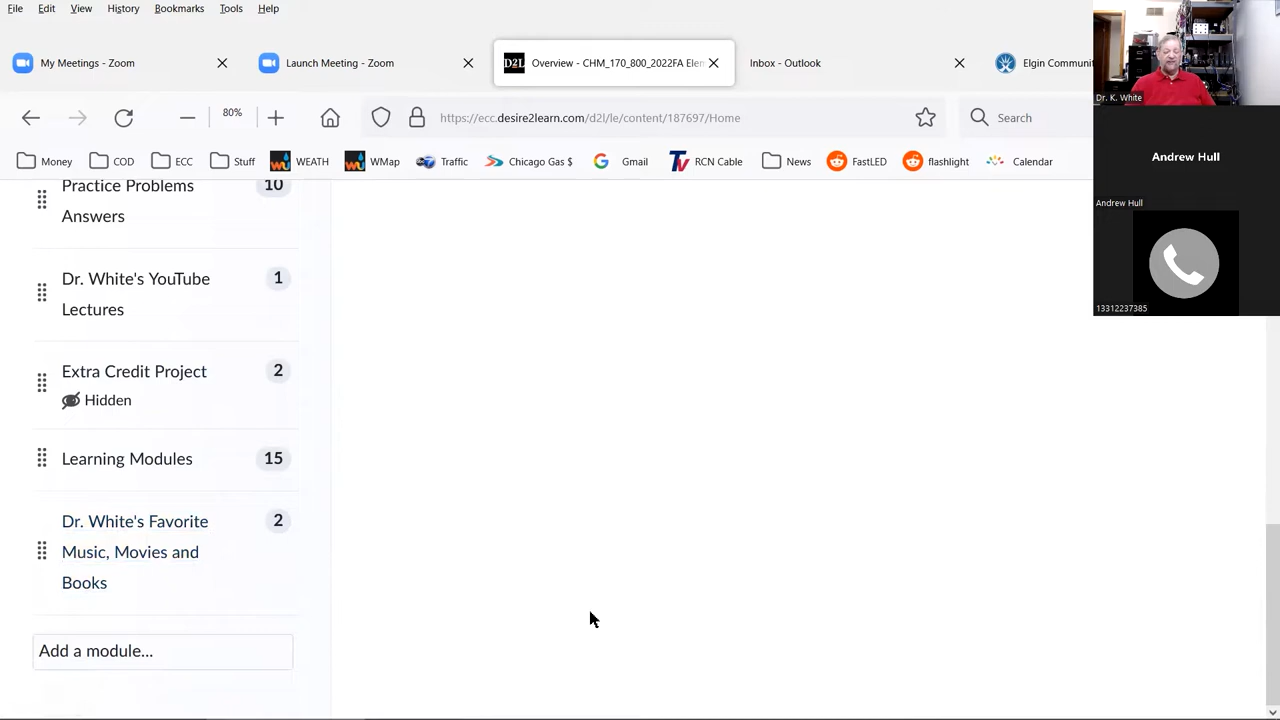 File Edit View History Bookmarks Tools Help
My Meetings - Zoom
Launch Meeting - Zoom
D2L Overview - CHM_170_850_2022FA Elem
Inbox - Outlook
Elgin Communi
80%
https://ecc.desire2learn.com/d2l/le/content/187697/Home
Search
Money COD ECC Stuff WEATH WMap Traffic Chicago Gas $ Gmail RCS Cable News FastLED flashlight Calendar
Practice Problems 10
Answers
Dr. White's YouTube 1
Lectures
Extra Credit Project 2
Hidden
Learning Modules 15
Dr. White's Favorite 2
Music, Movies and
Books
Add a module...
Dr. K. White
Andrew Hull
Andrew Hull
13312237385